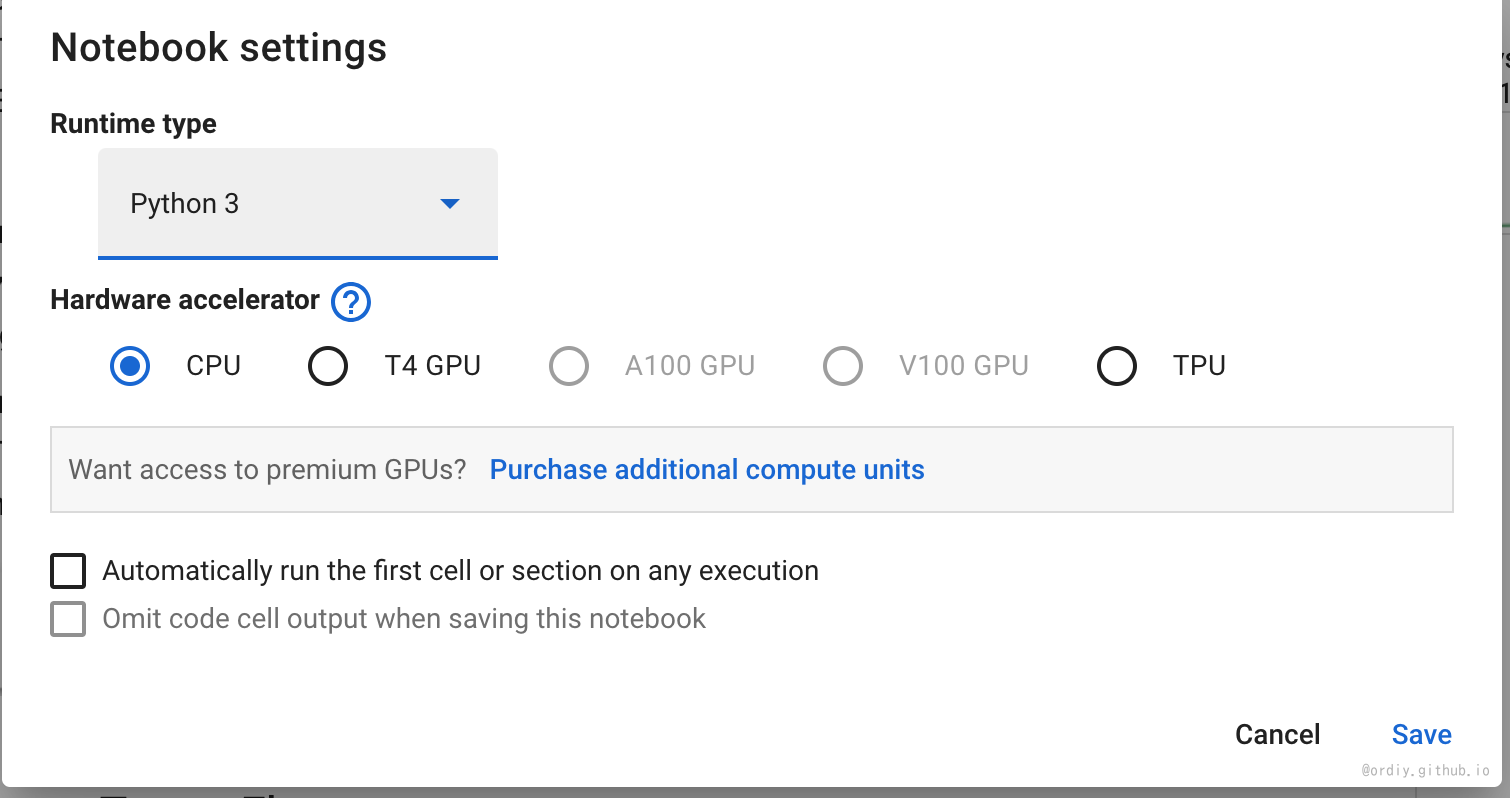 Notebook settings
Runtime type
Python 3
Hardware accelerator ?
CPU T4 GPU A100 GPU V100 GPU TPU
Want access to premium GPUs? Purchase additional compute units
Automatically run the first cell or section on any execution
Omit code cell output when saving this notebook
Cancel Save
@ordiy.github.io